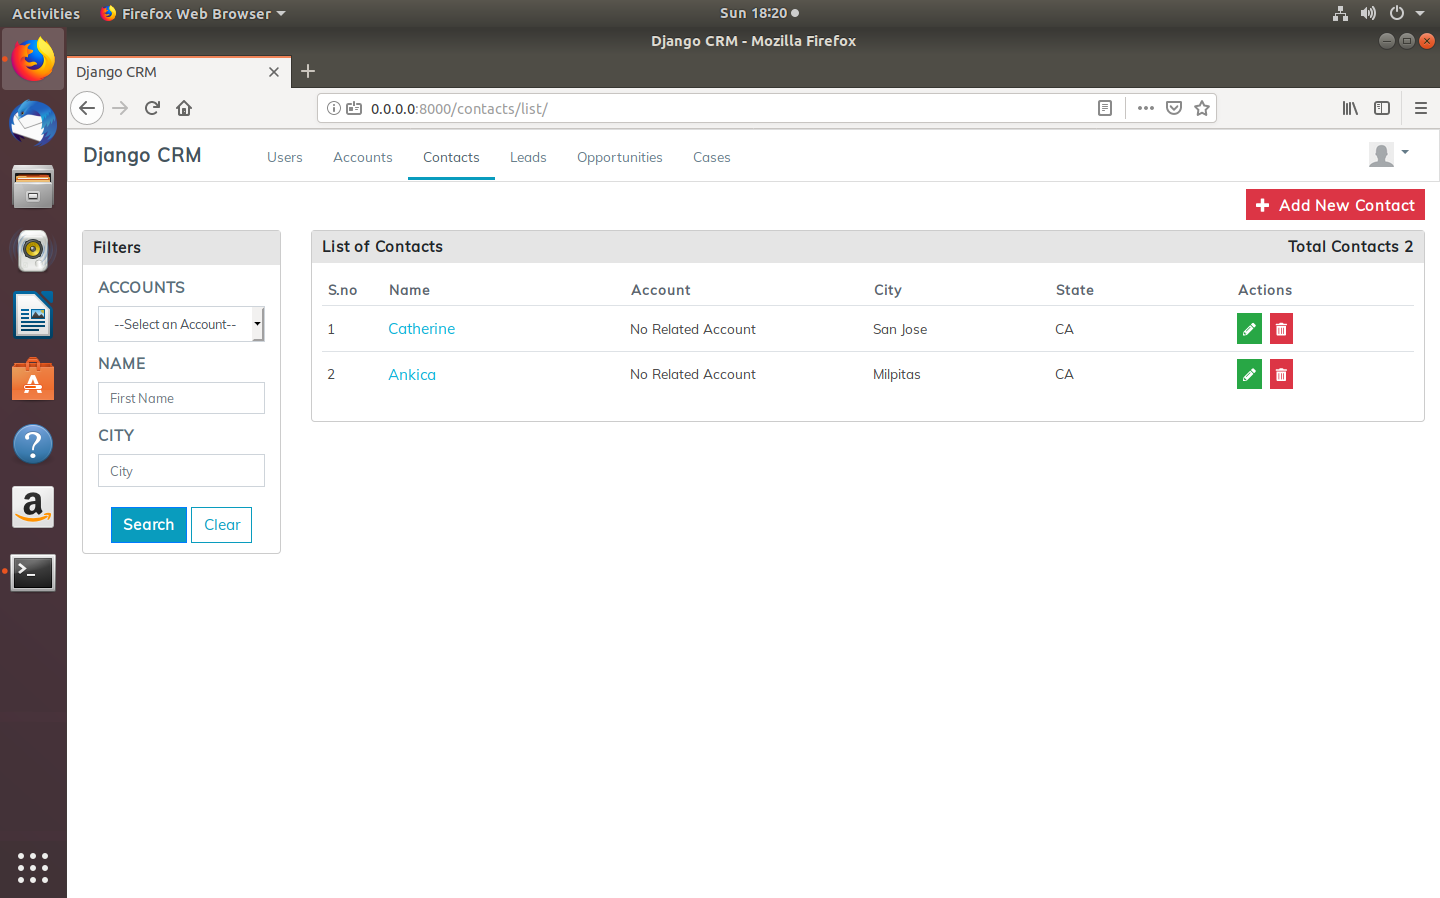 Activities Firefox Web Browser Sun 18:20
Django CRM - Mozilla Firefox
Django CRM
0.0.0.0:8000/contacts/list/
Django CRM Users Accounts Contacts Leads Opportunities Cases
Add New Contact
Filters
ACCOUNTS
--Select an Account--
NAME
First Name
CITY
City
Search Clear
List of Contacts Total Contacts 2
S.no Name Account City State Actions
1 Catherine No Related Account San Jose CA
2 Ankica No Related Account Milpitas CA